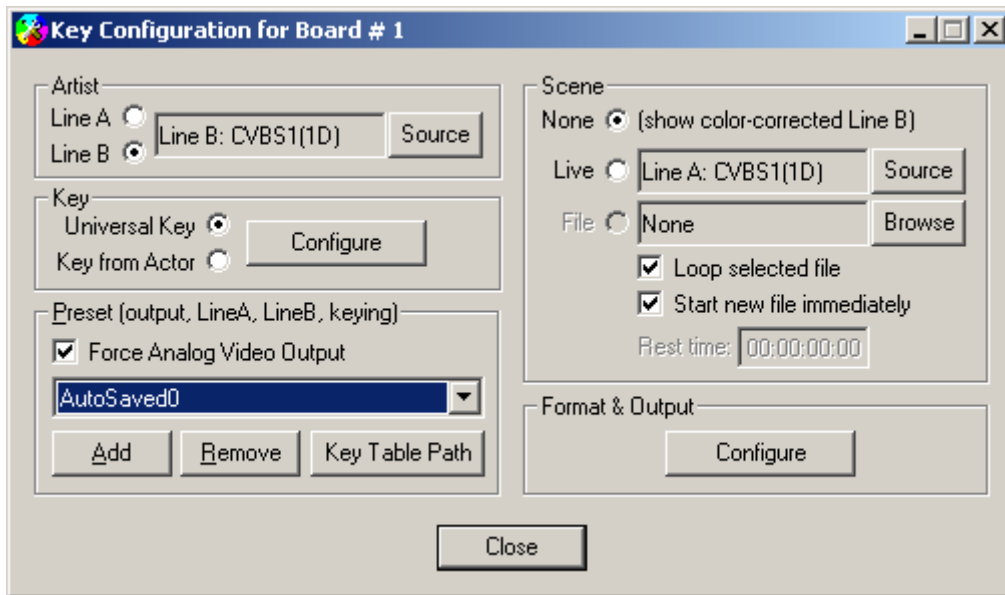 Key Configuration for Board # 1
Artist
Line A
Line B
Line B: CVBS1(1D)
Source
Key
Universal Key
Key from Actor
Configure
Preset (output, LineA, LineB, keying)
Force Analog Video Output
AutoSaved0
Add
Remove
Key Table Path
Scene
None
(show color-corrected Line B)
Live
Line A: CVBS1(1D)
Source
File
None
Browse
Loop selected file
Start new file immediately
Rest time:
00:00:00:00
Format & Output
Configure
Close